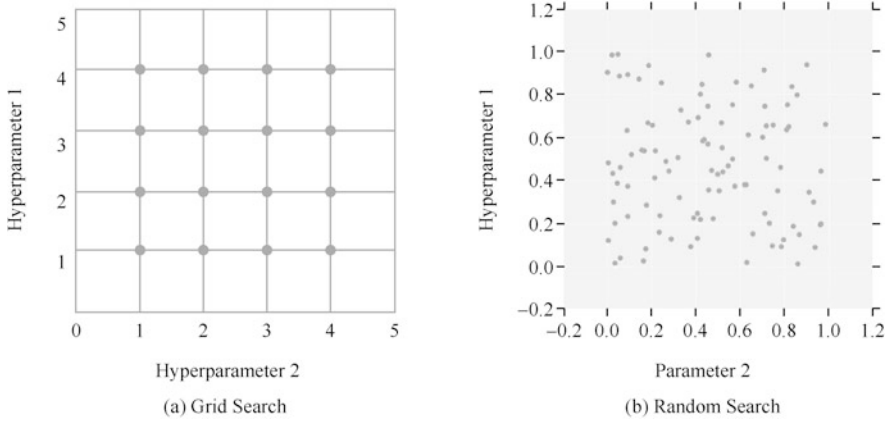 Hyperparameter 1
5
4
3
2
1
0 1 2 3 4 5
Hyperparameter 2
(a) Grid Search
Hyperparameter 1
1.2
1.0
0.8
0.6
0.4
0.2
0.0
−0.2
−0.2 0.0 0.2 0.4 0.6 0.8 1.0 1.2
Parameter 2
(b) Random Search